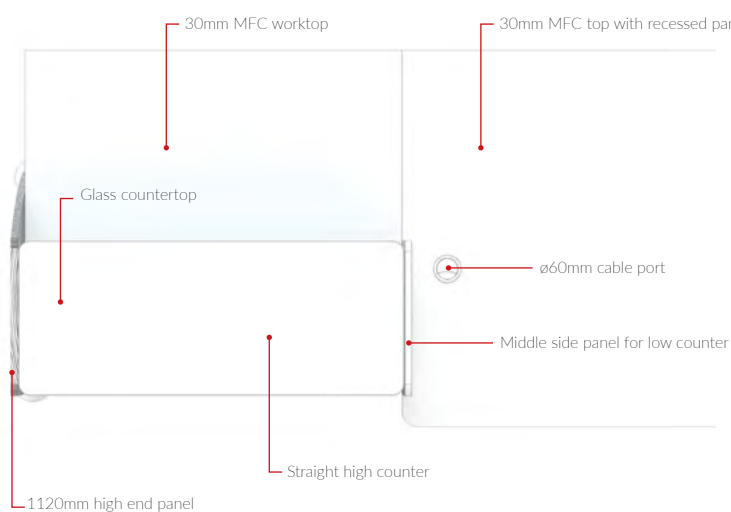 30mm MFC worktop
30mm MFC top with recessed
Glass countertop
ø60mm cable port
Middle side panel for low counter
Straight high counter
1120mm high end panel